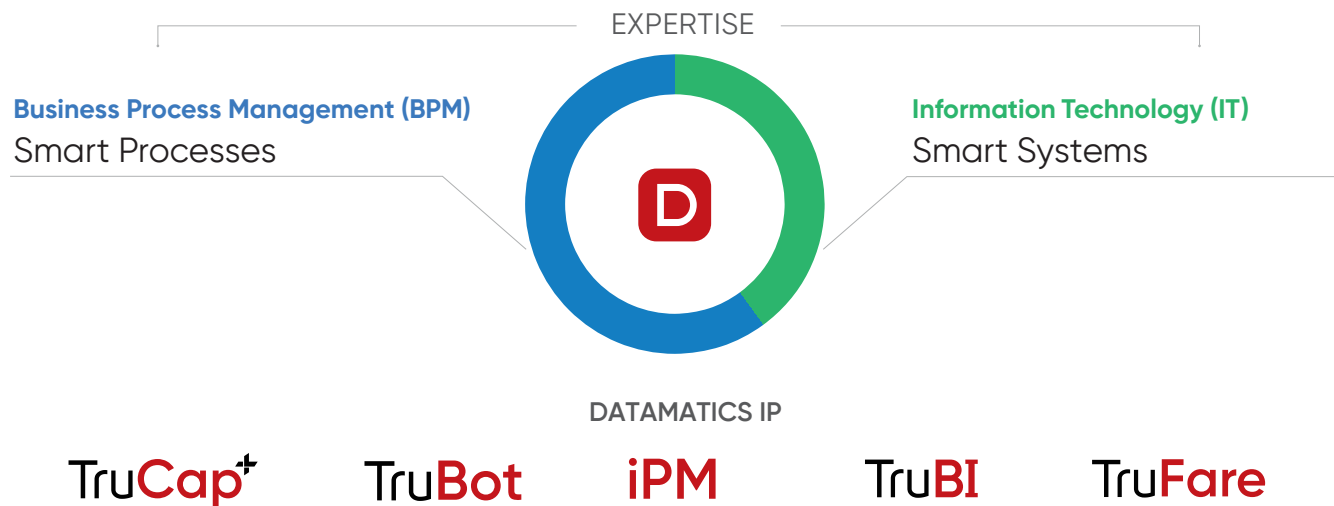 EXPERTISE
Business Process Management (BPM)
Smart Processes
Information Technology (IT)
Smart Systems
D
DATAMATICS IP
TruCap+
TruBot
iPM
TruBI
TruFare